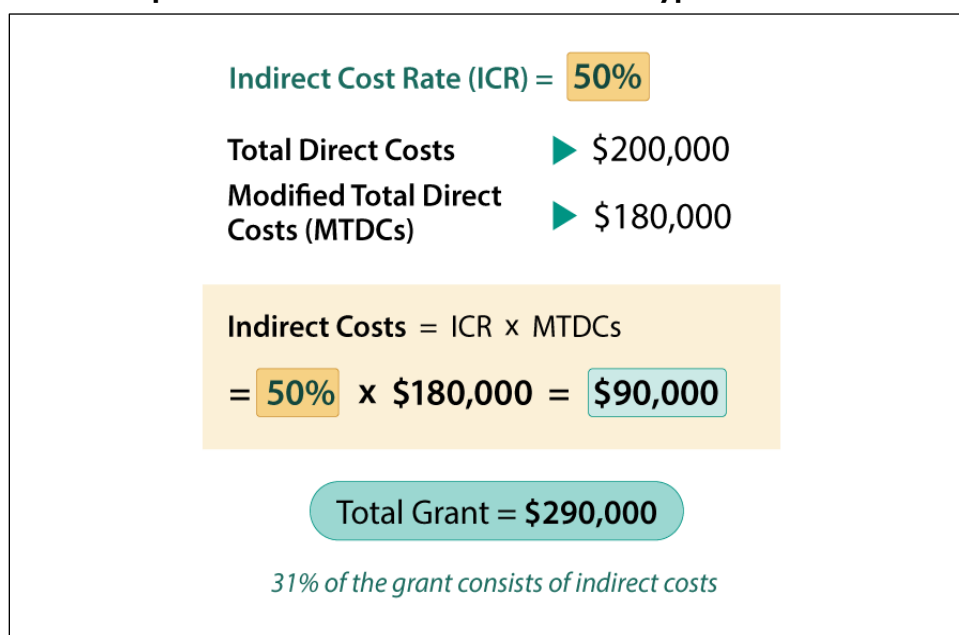 Indirect Cost Rate (ICR) = 50%
Total Direct Costs ▶ $200,000
Modified Total Direct
Costs (MTDCs) ▶ $180,000
Indirect Costs = ICR x MTDCs
= 50% x $180,000 = $90,000
Total Grant = $290,000
31% of the grant consists of indirect costs